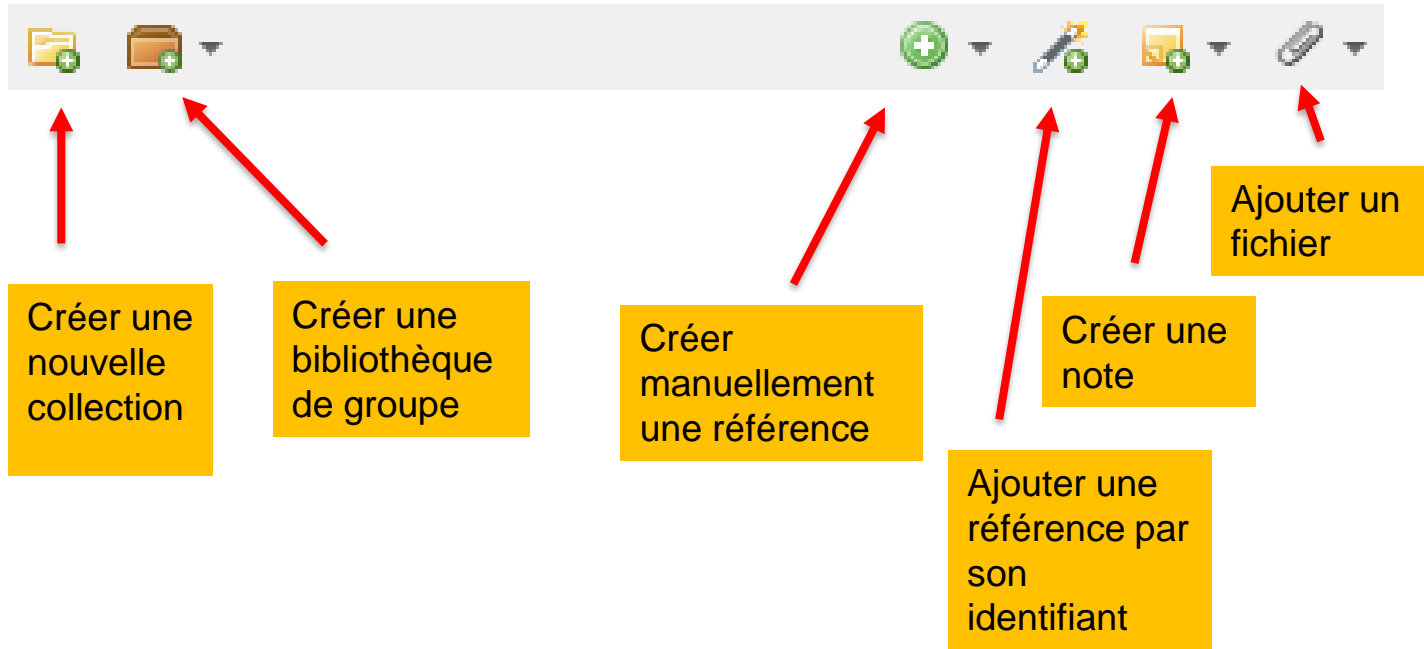 Créer une
nouvelle
collection
Créer une
bibliothèque
de groupe
Créer
manuellement
une référence
Ajouter une
référence par
son
identifiant
Créer une
note
Ajouter un
fichier